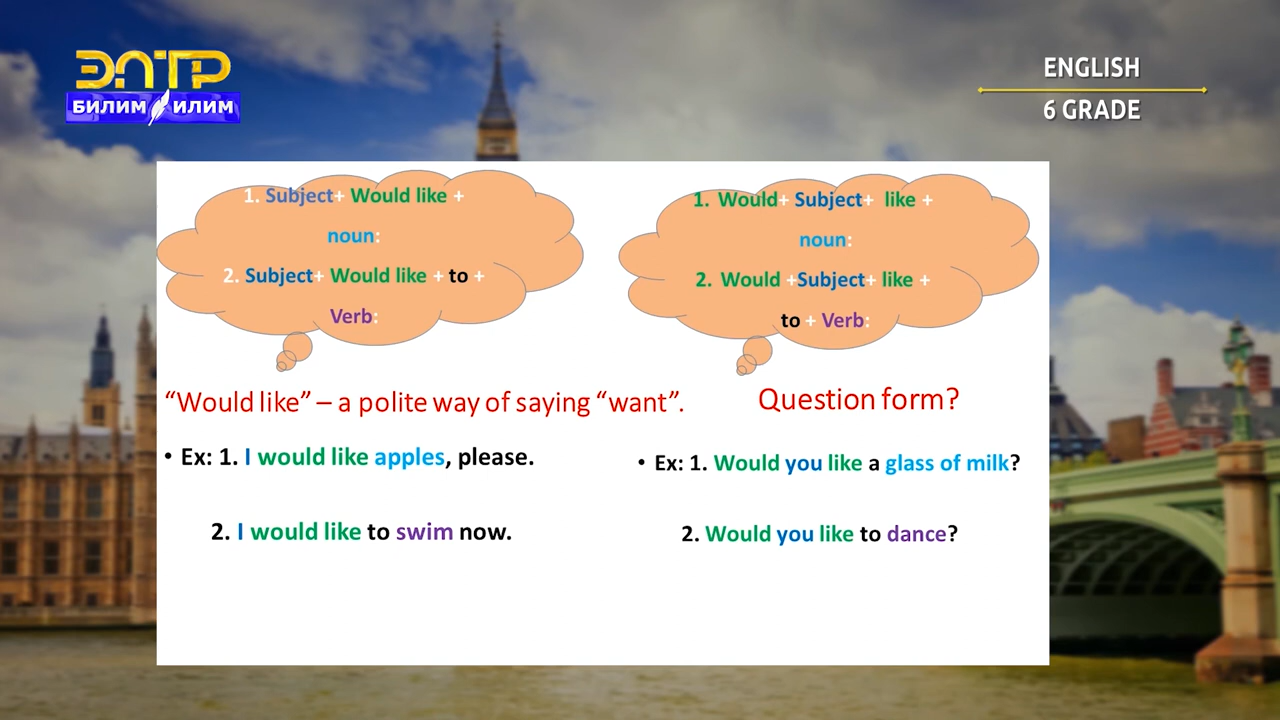 ЭЛТР
БИЛИМ ИЛИМ
ENGLISH
6 GRADE
1. Subject+ Would like +
noun:
2. Subject+ Would like + to +
Verb:
“Would like” – a polite way of saying “want”.
• Ex: 1. I would like apples, please.
2. I would like to swim now.
1. Would+ Subject+ like +
noun:
2. Would +Subject+ like +
to + Verb:
Question form?
• Ex: 1. Would you like a glass of milk?
2. Would you like to dance?